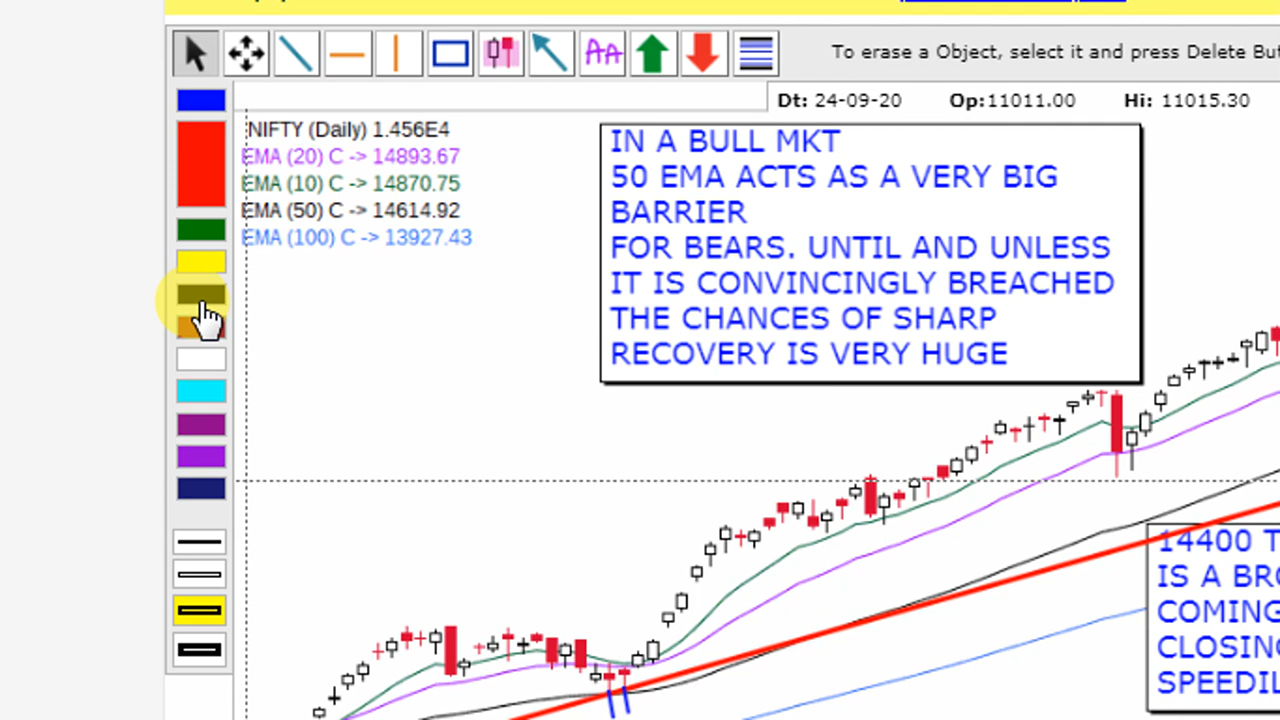 To erase a Object, select it and press Delete
AA
Dt: 24-09-20 Op:11011.00 Hi: 11015.30
NIFTY (Daily) 1.456E4
EMA (20) C -> 14893.67
EMA (10) C -> 14870.75
EMA (50) C -> 14614.92
EMA (100) C -> 13927.43
IN A BULL MKT
50 EMA ACTS AS A VERY BIG
BARRIER
FOR BEARS. UNTIL AND UNLESS
IT IS CONVINCINGLY BREACHED
THE CHANCES OF SHARP
RECOVERY IS VERY HUGE
14400
IS A
COMING
CLOSING